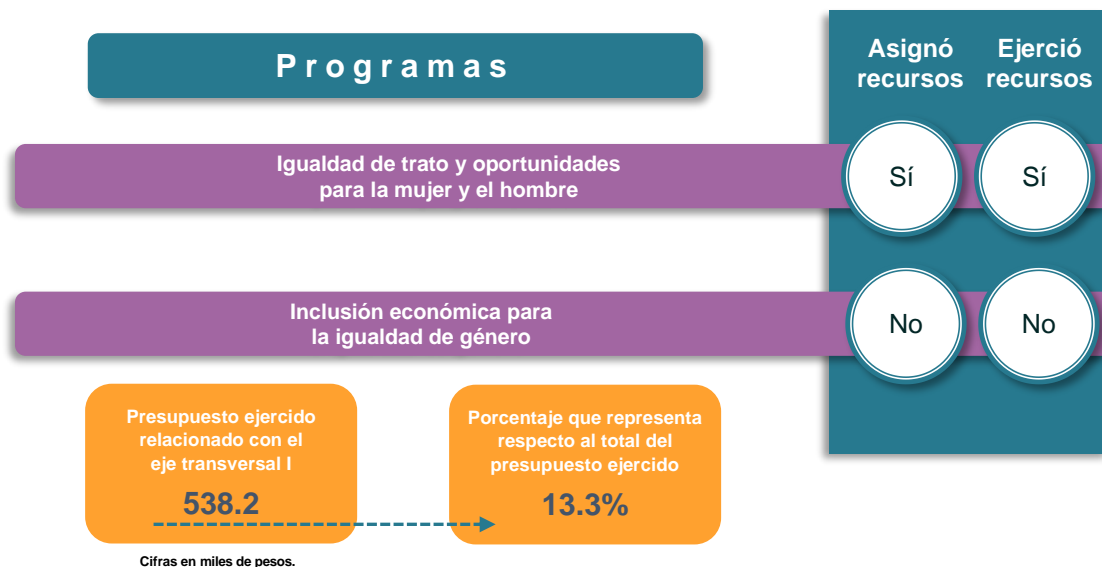 Programas
Asignó
recursos
Ejerció
recursos
Igualdad de trato y oportunidades
para la mujer y el hombre
Sí
Sí
Inclusión económica para
la igualdad de género
No
No
Presupuesto ejercido
relacionado con el
eje transversal I
538.2
Porcentaje que representa
respecto al total del
presupuesto ejercido
13.3%
Cifras en miles de pesos.